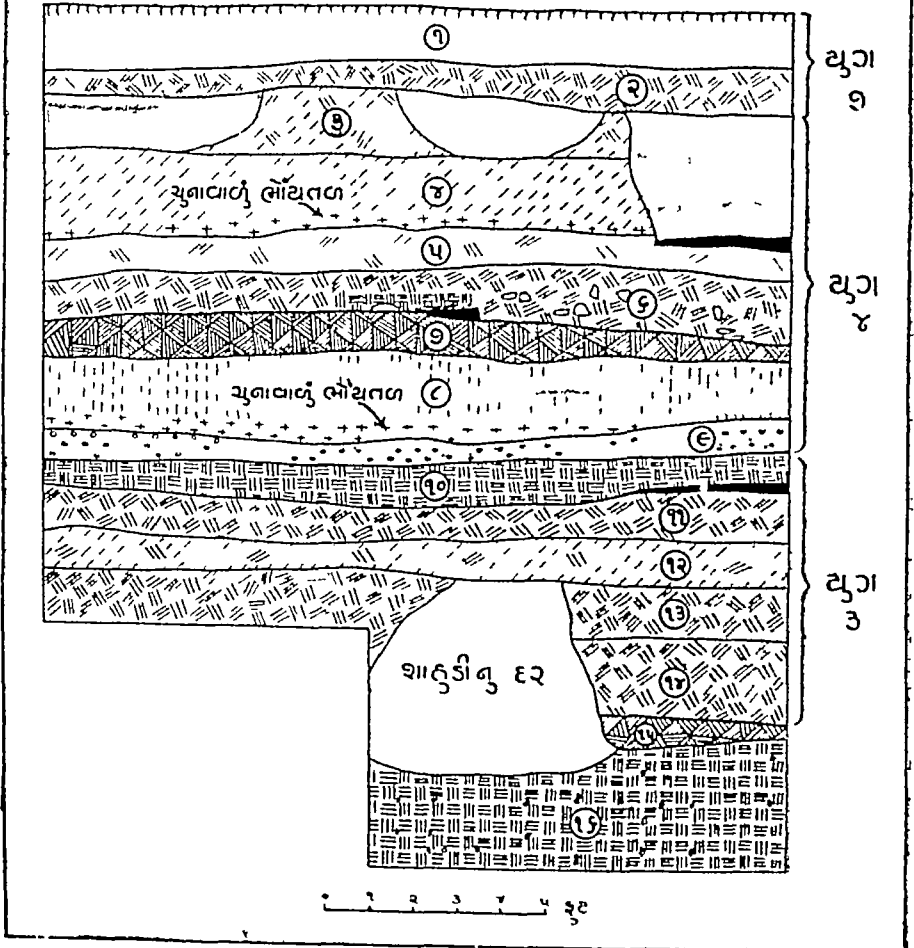 ૧
યુગ
૭
૨
૩
ચુનાવાળું ભોંયતળ
૪
૫
યુગ
૪
૬
૭
૮
ચુનાવાળું ભોંયતળ
૯
૧૦
૧૧
૧૨
યુગ
૩
૧૩
શાહુડીનુ દર
૧૪
૧૫
૧૬
૦ ૧ ૨ ૩ ૪ ૫ ફુટ